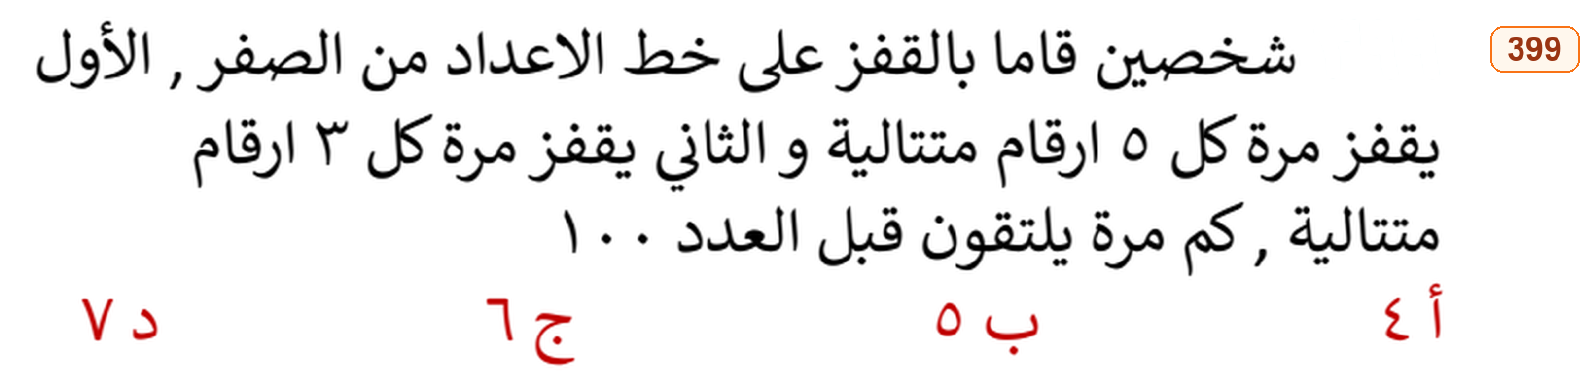 399
شخصين قاما بالقفز على خط الاعداد من الصفر , الأول
يقفز مرة كل ٥ ارقام متتالية و الثاني يقفز مرة كل ٣ ارقام
متتالية , كم مرة يلتقون قبل العدد ١٠٠
أ ٤ ب ٥ ج ٦ د ٧